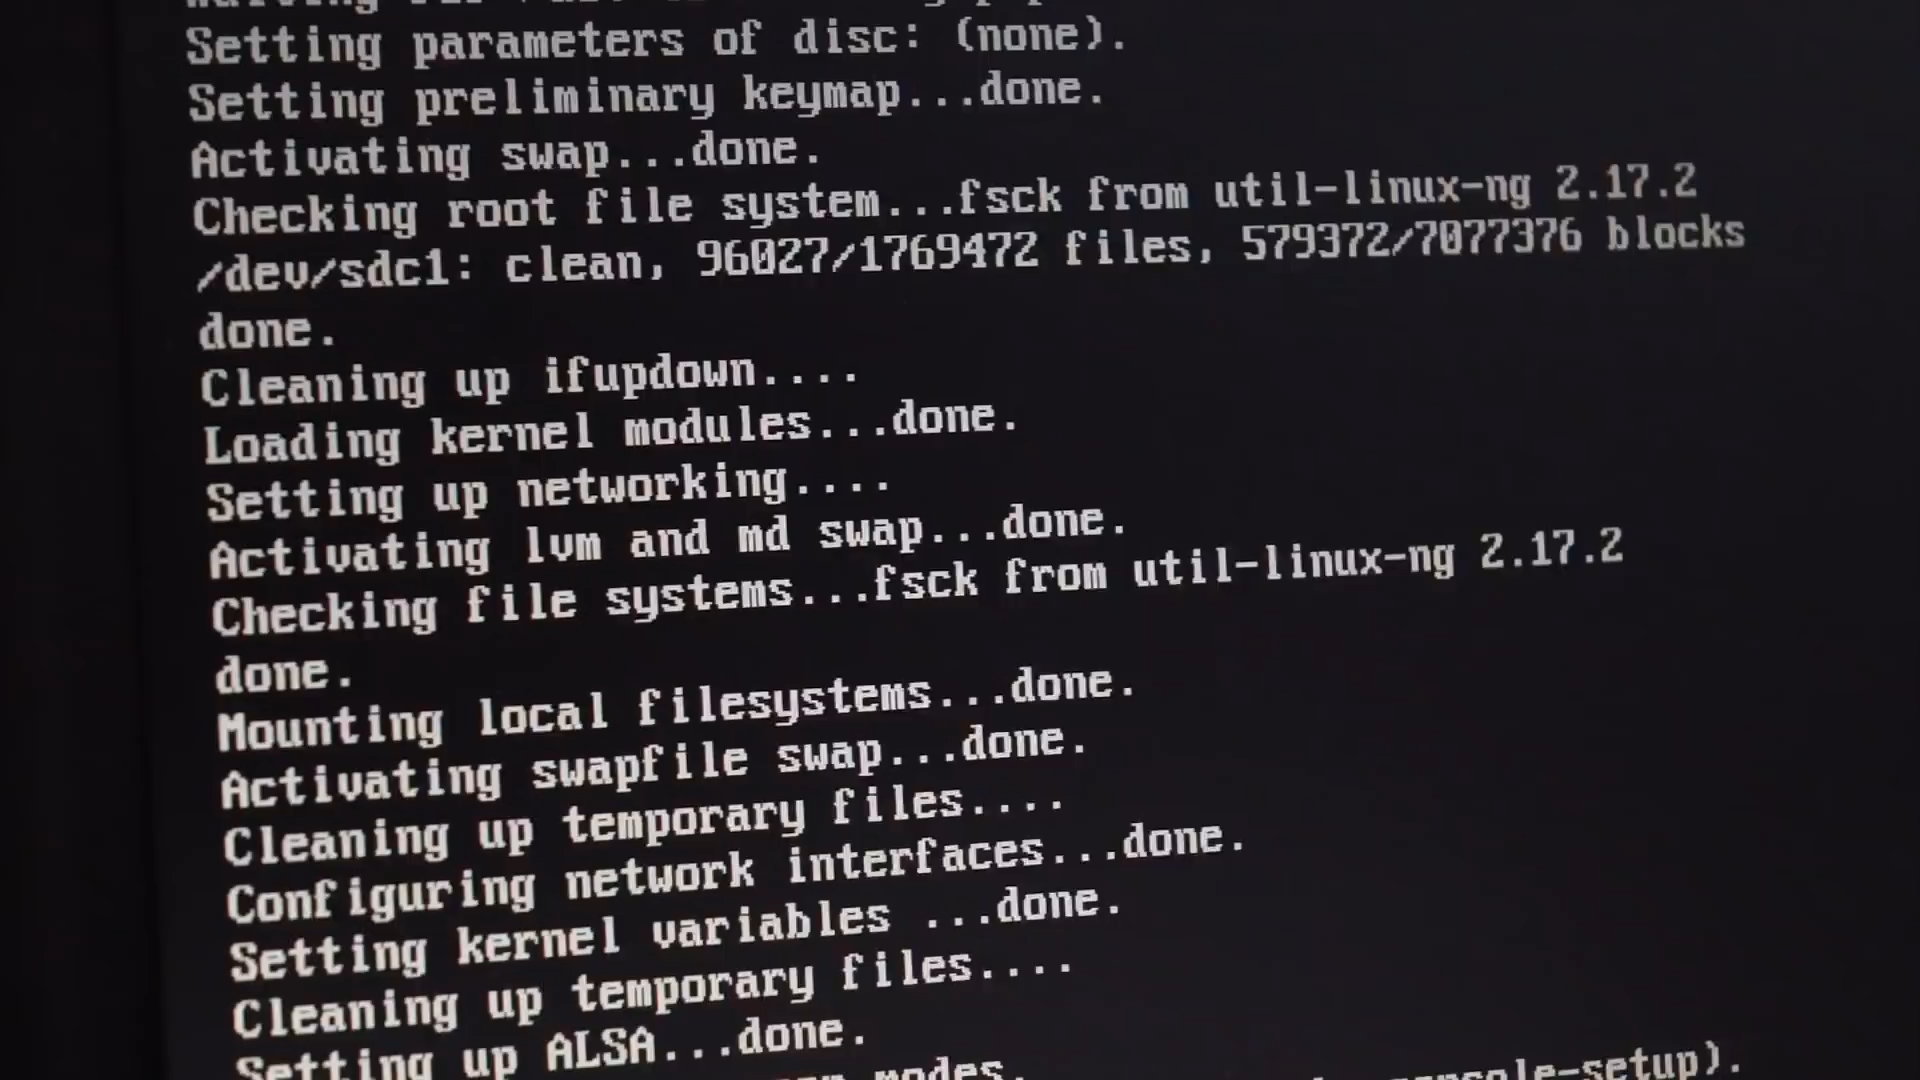 Setting parameters of disc: (none).
Setting preliminary keymap...done.
Activating swap...done.
Checking root file system...fsck from util-linux-ng 2.17.2
/dev/sdc1: clean, 96027/1769472 files, 579372/7077376 blocks
done.
Cleaning up ifupdown....
Loading kernel modules...done.
Setting up networking....
Activating lvm and md swap...done.
Checking file systems...fsck from util-linux-ng 2.17.2
done.
Mounting local filesystems...done.
Activating swapfile swap...done.
Cleaning up temporary files....
Configuring network interfaces...done.
Setting kernel variables ...done.
Cleaning up temporary files....
Setting up ALSA...done.
modes. console-setup).